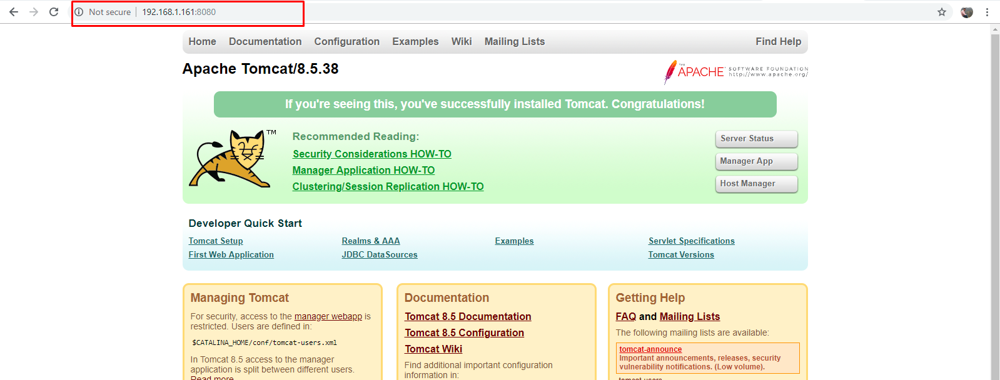 Not secure | 192.168.1.161:8080
Home Documentation Configuration Examples Wiki Mailing Lists Find Help
Apache Tomcat/8.5.38
THE APACHE SOFTWARE FOUNDATION
http://www.apache.org/
If you're seeing this, you've successfully installed Tomcat. Congratulations!
TM
Recommended Reading:
Security Considerations HOW-TO
Manager Application HOW-TO
Clustering/Session Replication HOW-TO
Server Status
Manager App
Host Manager
Developer Quick Start
Tomcat Setup
First Web Application
Realms & AAA
JDBC DataSources
Examples
Servlet Specifications
Tomcat Versions
Managing Tomcat
For security, access to the manager webapp is
restricted. Users are defined in:
$CATALINA_HOME/conf/tomcat-users.xml
In Tomcat 8.5 access to the manager
application is split between different users.
Read more
Documentation
Tomcat 8.5 Documentation
Tomcat 8.5 Configuration
Tomcat Wiki
Find additional important configuration
information in:
Getting Help
FAQ and Mailing Lists
The following mailing lists are available:
tomcat-announce
Important announcements, releases, security
vulnerability notifications. (Low volume).
tomcat-users